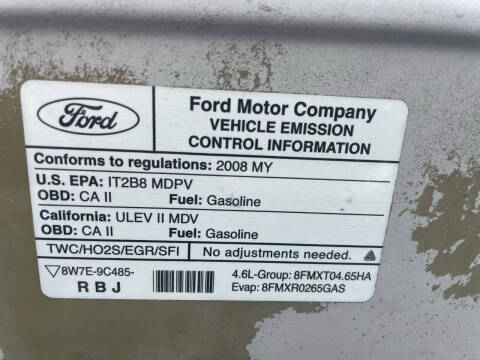 Ford
Ford Motor Company
VEHICLE EMISSION
CONTROL INFORMATION
Conforms to regulations: 2008 MY
U.S. EPA: IT2B8 MDPV
OBD: CA II Fuel: Gasoline
California: ULEV II MDV
OBD: CA II Fuel: Gasoline
TWC/HO2S/EGR/SFI No adjustments needed.
8W7E-9C485-
R B J
4.6L-Group: 8FMXT04.65HA
Evap: 8FMXR0265GAS